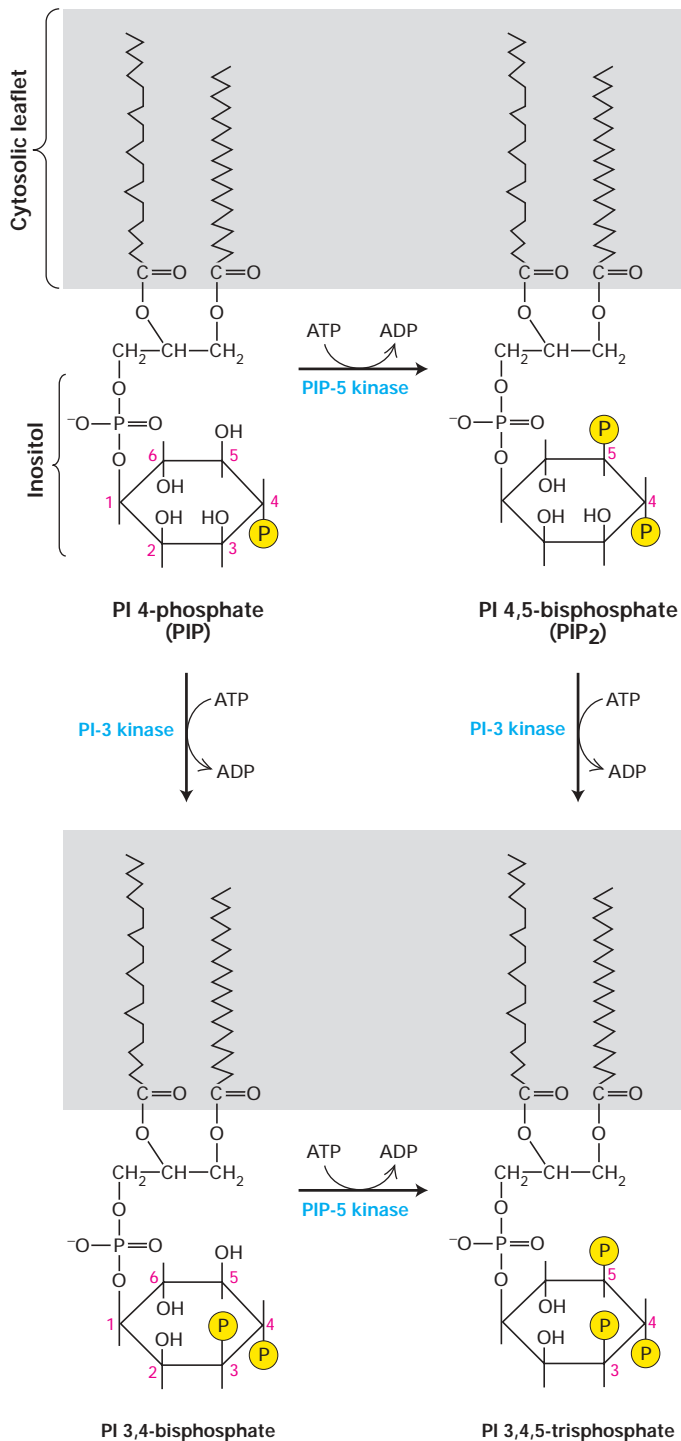 Cytosolic leaflet
C=O C=O C=O C=O
O O O O
CH2—CH—CH2 CH2—CH—CH2
ATP ADP
PIP-5 kinase
Inositol
O O
⁻O—P=O ⁻O—P=O
O O
OH P
6 5 5
OH OH
1 4 4
OH HO P OH HO P
2 3
PI 4-phosphate
(PIP)
PI 4,5-bisphosphate
(PIP2)
PI-3 kinase
ATP
ADP
PI-3 kinase
ATP
ADP
C=O C=O C=O C=O
O O O O
CH2—CH—CH2 CH2—CH—CH2
ATP ADP
PIP-5 kinase
O O
⁻O—P=O ⁻O—P=O
O O
OH P
6 5 5
OH P OH P
1 4 4
OH P OH P
2 3 3
PI 3,4-bisphosphate
PI 3,4,5-trisphosphate